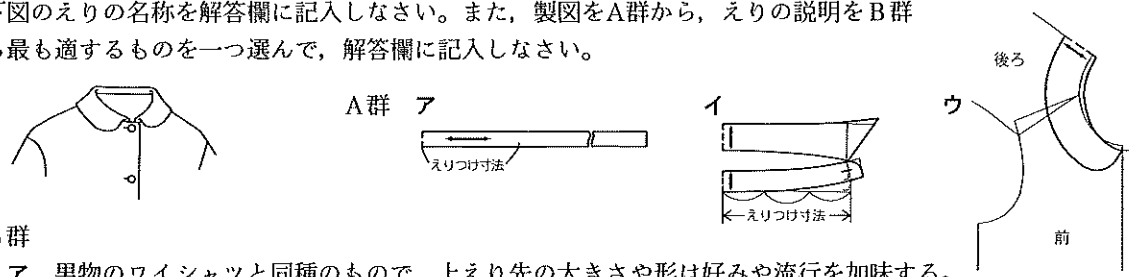 下図のえりの名称を解答欄に記入しなさい。また，製図をA群から，えりの説明をB群
ら最も適するものを一つ選んで，解答欄に記入しなさい。
A群 ア
えりつけ寸法
イ
えりつけ寸法
ウ
後ろ
前
群
ア 男物のワイシャツと同種のもので，上えり先の大きさや形は好みや流行を加味する。